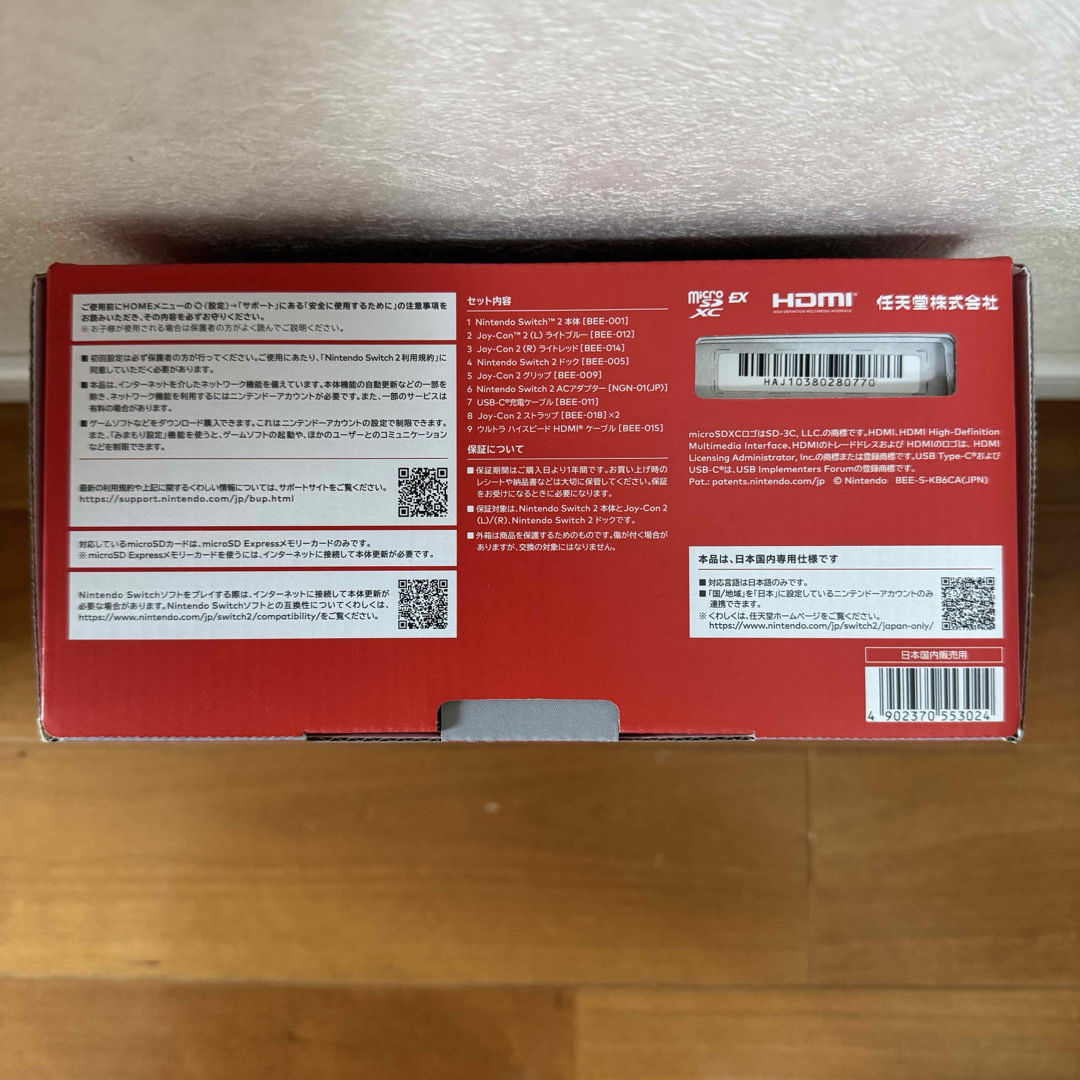 ご使用前にHOMEメニューの(設定)→「サポート」にある「安全に使用するために」の注意事項を
お読みいただき、その内容を必ずお守りください。
※お子様が使用される場合は保護者の方がよく読んでご説明ください。
■ 初回設定は必ず保護者の方が行ってください。ご使用にあたり、「Nintendo Switch 2 利用規約」に
同意していただく必要があります。
■ 本品は、インターネットを介したネットワーク機能を備えています。本体機能の自動更新などの一部を
除き、ネットワーク機能を利用するにはニンテンドーアカウントが必要です。また、一部のサービスは
有料の場合があります。
■ ゲームソフトなどをダウンロード購入できます。これはニンテンドーアカウントの設定で制限できます。
また、「みまもり設定」機能を使うと、ゲームソフトの起動や、ほかのユーザーとのコミュニケーション
などを制限できます。
最新の利用規約や上記に関するくわしい情報については、サポートサイトをご覧ください。
https://support.nintendo.com/jp/bup.html
対応しているmicroSDカードは、microSD Expressメモリーカードのみです。
※ microSD Expressメモリーカードを使うには、インターネットに接続して本体更新が必要です。
Nintendo Switchソフトをプレイする際は、インターネットに接続して本体更新が
必要な場合があります。Nintendo Switchソフトとの互換性についてくわしくは、
https://www.nintendo.com/jp/switch2/compatibility/をご覧ください。
セット内容
1 Nintendo Switch™ 2 本体 [BEE-001]
2 Joy-Con™ 2 (L) ライトブルー [BEE-012]
3 Joy-Con 2 (R) ライトレッド [BEE-014]
4 Nintendo Switch 2 ドック [BEE-005]
5 Joy-Con 2 グリップ [BEE-009]
6 Nintendo Switch 2 ACアダプター [NGN-01(JP)]
7 USB-C®充電ケーブル [BEE-011]
8 Joy-Con 2 ストラップ [BEE-018] ×2
9 ウルトラ ハイスピード HDMI® ケーブル [BEE-015]
保証について
■ 保証期間はご購入日より1年間です。お買い上げ時の
レシートや納品書などは大切に保管してください。保証
をお受けになるときに必要になります。
■ 保証対象は、Nintendo Switch 2 本体とJoy-Con 2
(L)/(R)、Nintendo Switch 2 ドックです。
■ 外箱は商品を保護するためのものです。傷が付く場合が
ありますが、交換の対象にはなりません。
micro SD XC EX HDMI® 任天堂株式会社
HIGH-DEFINITION MULTIMEDIA INTERFACE
HAJ10380280770
microSDXCロゴはSD-3C, LLC.の商標です。HDMI、HDMI High-Definition
Multimedia Interface、HDMIのトレードドレスおよび HDMIのロゴは、HDMI
Licensing Administrator, Inc.の商標または登録商標です。USB Type-C®および
USB-C®は、USB Implementers Forumの登録商標です。
Pat.: patents.nintendo.com/jp © Nintendo BEE-S-KB6CA(JPN)
本品は、日本国内専用仕様です
■ 対応言語は日本語のみです。
■ 「国/地域」を「日本」に設定しているニンテンドーアカウントのみ
連携できます。
※ くわしくは、任天堂ホームページをご覧ください。
https://www.nintendo.com/jp/switch2/japan-only/
日本国内販売用
4 902370 553024